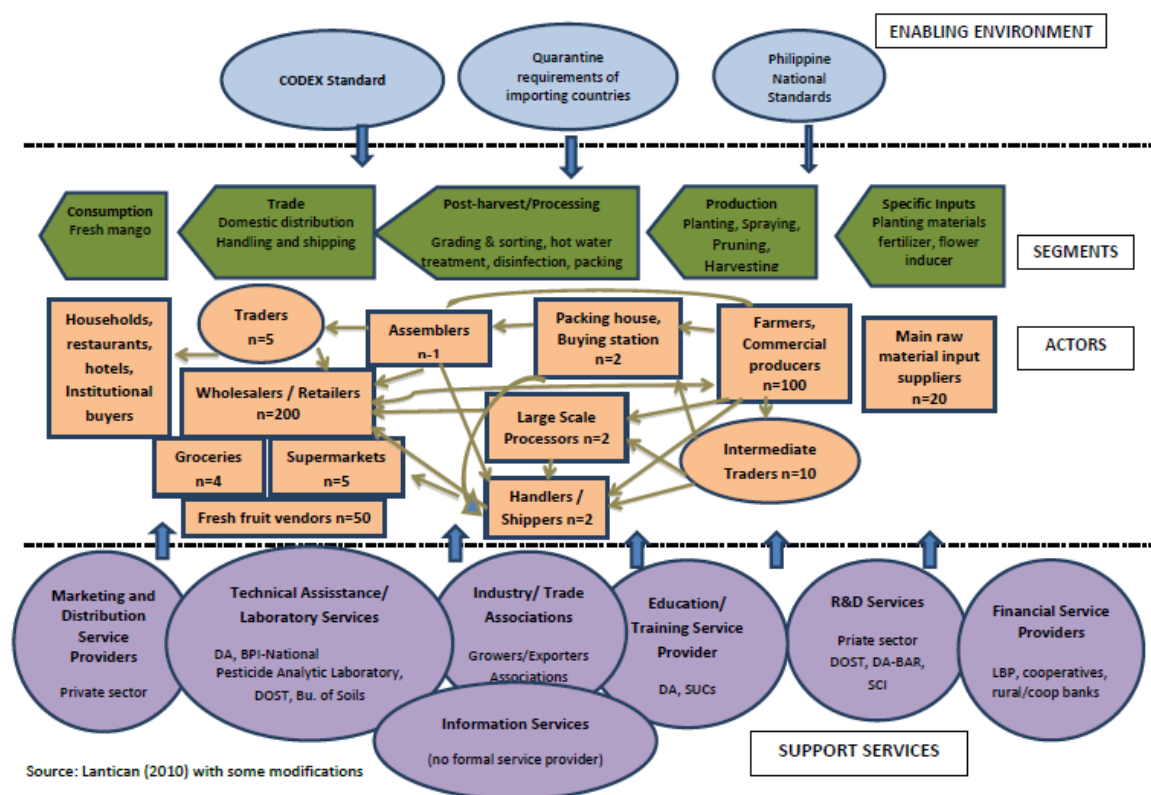 ENABLING ENVIRONMENT
CODEX Standard
Quarantine
requirements of
importing countries
Philippine
National
Standards
Consumption
Fresh mango
Trade
Domestic distribution
Handling and shipping
Post-harvest/Processing
Grading & sorting, hot water
treatment, disinfection, packing
Production
Planting, Spraying,
Pruning,
Harvesting
Specific Inputs
Planting materials
fertilizer, flower
inducer
SEGMENTS
Households,
restaurants,
hotels,
Institutional
buyers
Traders
n=5
Assemblers
n-1
Packing house,
Buying station
n=2
Farmers,
Commercial
producers
n=100
Main raw
material input
suppliers
n=20
ACTORS
Wholesalers / Retailers
n=200
Large Scale
Processors n=2
Intermediate
Traders n=10
Groceries
n=4
Supermarkets
n=5
Handlers /
Shippers n=2
Fresh fruit vendors n=50
Marketing and
Distribution
Service
Providers
Private sector
Technical Assisstance/
Laboratory Services
DA, BPI-National
Pesticide Analytic Laboratory,
DOST, Bu. of Soils
Industry/ Trade
Associations
Growers/Exporters
Associations
Education/
Training Service
Provider
DA, SUCs
R&D Services
Priate sector
DOST, DA-BAR,
SCI
Financial Service
Providers
LBP, cooperatives,
rural/coop banks
Information Services
(no formal service provider)
SUPPORT SERVICES
Source: Lantican (2010) with some modifications